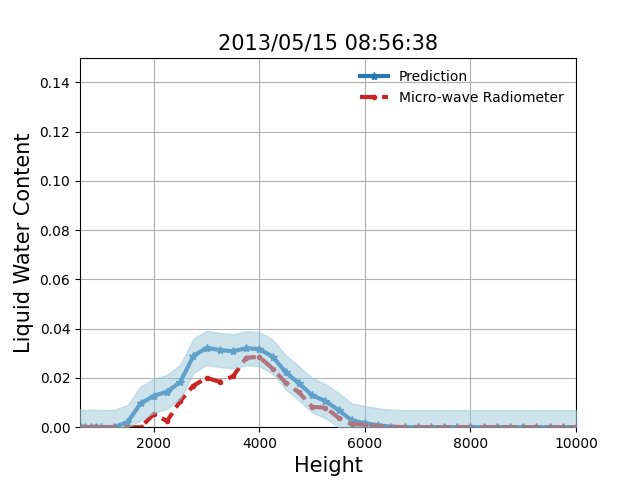 2013/05/15 08:56:38
Prediction
Micro-wave Radiometer
Liquid Water Content
0.14
0.12
0.10
0.08
0.06
0.04
0.02
0.00
2000 4000 6000 8000 10000
Height